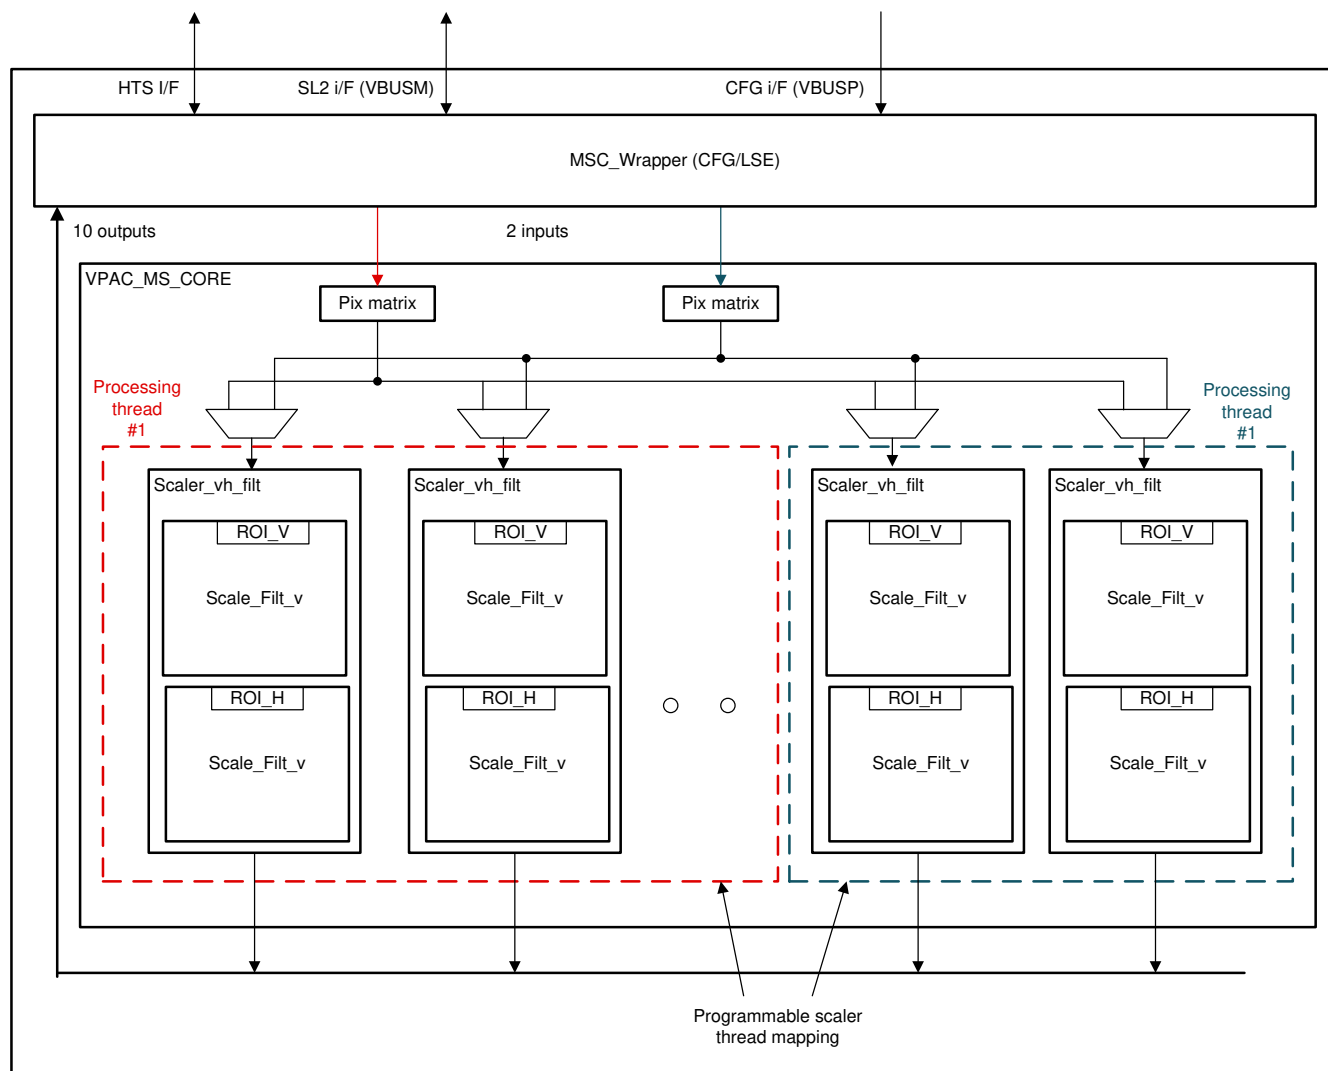 HTS I/F
SL2 i/F (VBUSM)
CFG i/F (VBUSP)
MSC_Wrapper (CFG/LSE)
10 outputs
2 inputs
VPAC_MS_CORE
Pix matrix
Pix matrix
Processing
thread
#1
Processing
thread
#1
Scaler_vh_filt
Scaler_vh_filt
Scaler_vh_filt
Scaler_vh_filt
ROI_V
ROI_V
ROI_V
ROI_V
Scale_Filt_v
Scale_Filt_v
Scale_Filt_v
Scale_Filt_v
ROI_H
ROI_H
ROI_H
ROI_H
Scale_Filt_v
Scale_Filt_v
Scale_Filt_v
Scale_Filt_v
Programmable scaler
thread mapping